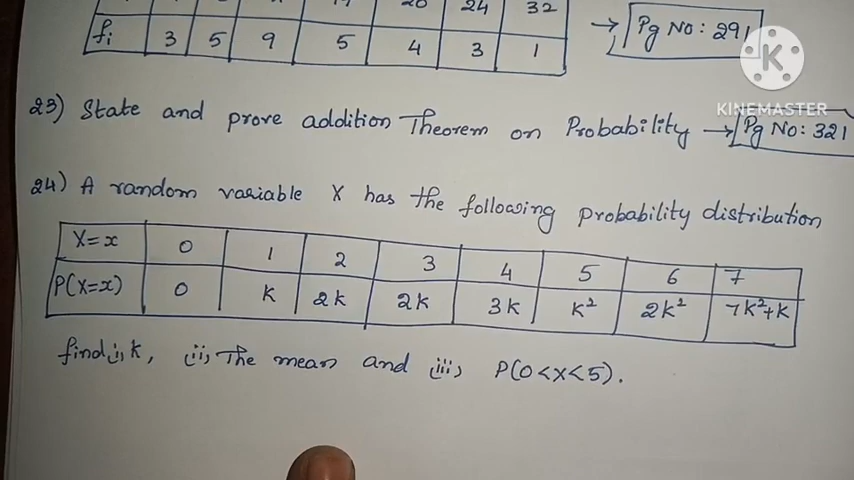 20 24 32
fi 3 5 9 5 4 3 1 → Pg No: 291
KINEMASTER
23) State and prove addition Theorem on Probability → Pg No: 321
24) A random variable X has the following probability distribution
X=x 0 1 2 3 4 5 6 7
P(X=x) 0 k 2k 2k 3k k² 2k² 7k²+k
find (i) k, (ii) The mean and (iii) P(0<x<5).